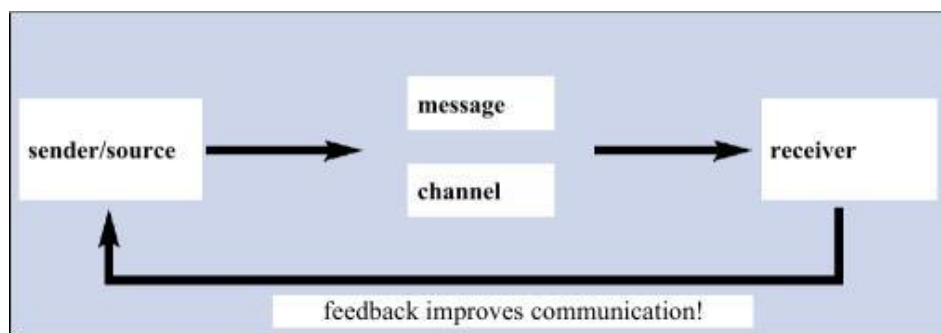 sender/source
message
channel
receiver
feedback improves communication!